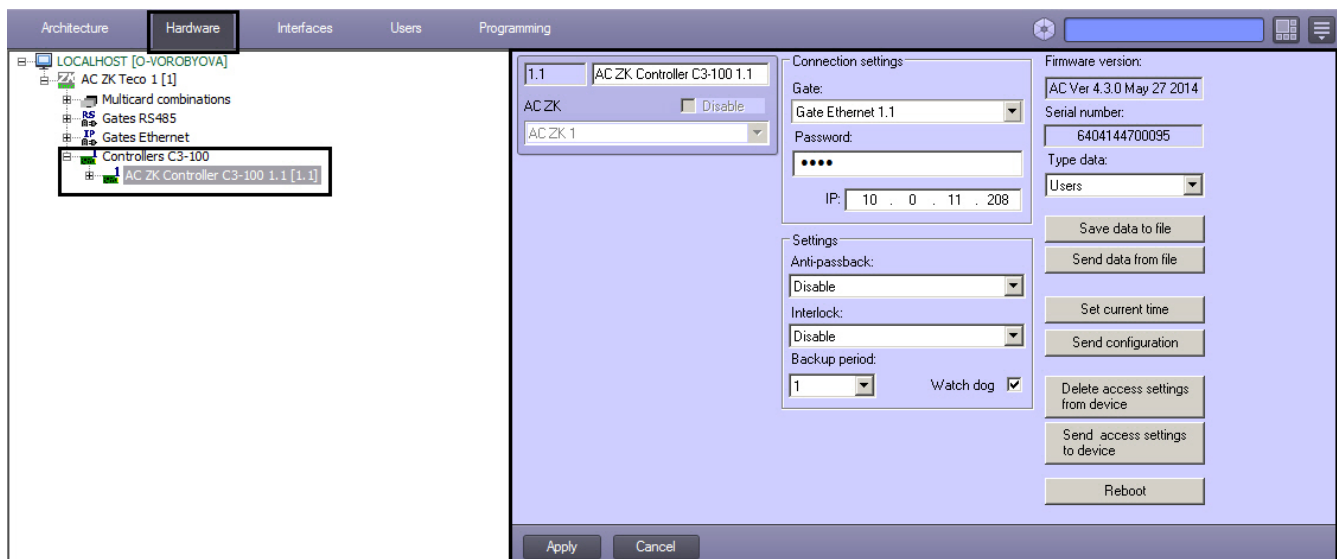 Architecture Hardware Interfaces Users Programming
LOCALHOST [O-VOROBYOVA]
AC ZK Teco 1 [1]
Multicard combinations
RS Gates RS485
IP Gates Ethernet
1 Controllers C3-100
1 AC ZK Controller C3-100 1.1 [1.1]
1.1 AC ZK Controller C3-100 1.1
AC ZK Disable
AC ZK 1
Connection settings
Gate:
Gate Ethernet 1.1
Password:
••••
IP: 10 . 0 . 11 . 208
Settings
Anti-passback:
Disable
Interlock:
Disable
Backup period:
1 Watch dog
Firmware version:
AC Ver 4.3.0 May 27 2014
Serial number:
6404144700095
Type data:
Users
Save data to file
Send data from file
Set current time
Send configuration
Delete access settings
from device
Send access settings
to device
Reboot
Apply Cancel